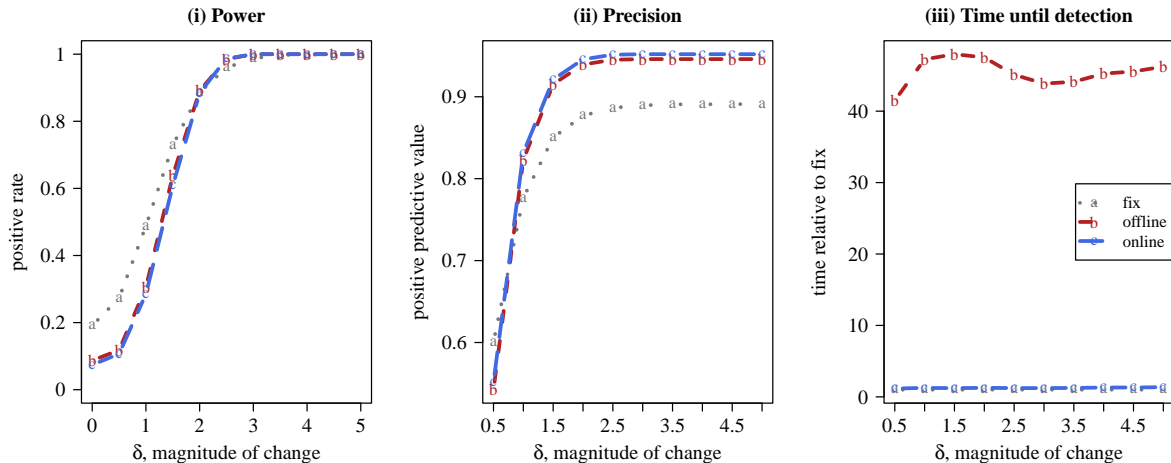 (i) Power
positive rate
1
0.8
0.6
0.4
0.2
0
a a a a a a a a a a a
b b b b b b b b b b b
c c c c c c c c c c c
0 1 2 3 4 5
δ, magnitude of change
(ii) Precision
positive predictive value
0.9
0.8
0.7
0.6
a a a a a a a a a a
b b b b b b b b b b
c c c c c c c c c c
0.5 1.5 2.5 3.5 4.5
δ, magnitude of change
(iii) Time until detection
time relative to fix
40
30
20
10
0
b b b b b b b b b b
a a a a a a a a a a
c c c c c c c c c c
a fix
b offline
c online
0.5 1.5 2.5 3.5 4.5
δ, magnitude of change